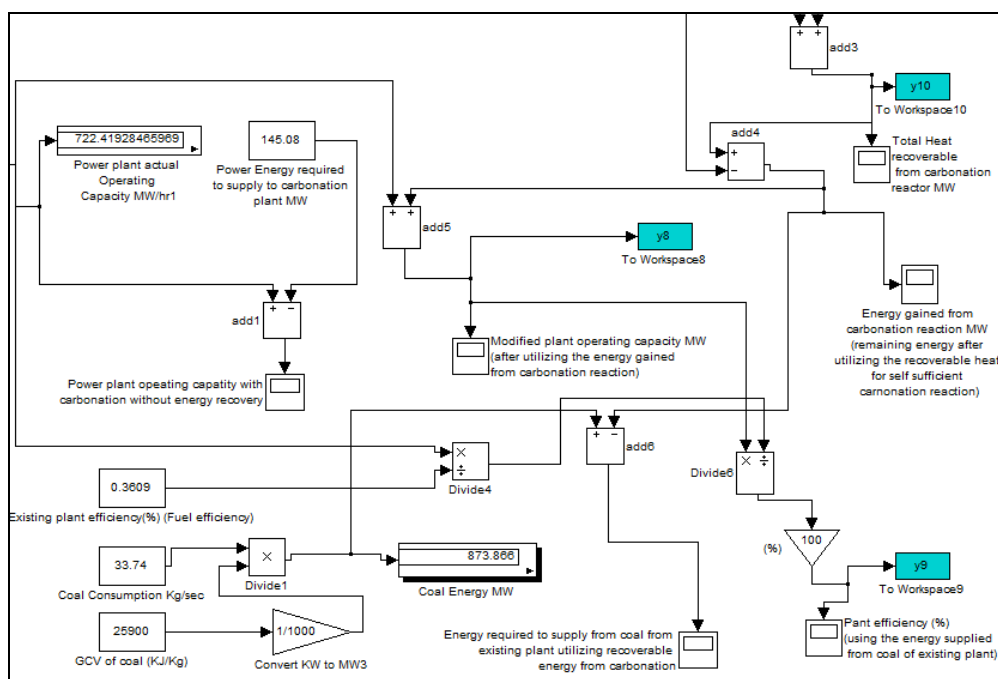 + +
add3
y10
To Workspace10
722.41928465969
Power plant actual
Operating
Capacity MW/hr1
145.08
Power Energy required
to supply to carbonation
plant MW
add4
+
−
Total Heat
recoverable
from carbonation
reactor MW
+ +
add5
y8
To Workspace8
+ −
add1
Energy gained from
carbonation reaction MW
(remaining energy after
utilizing the recoverable heat
for self sufficient
carnonation reaction)
Modified plant operating capacity MW
(after utilizing the energy gained
from carbonation reaction)
Power plant opeating capatity with
carbonation without energy recovery
+ −
add6
×
÷
Divide4
× ÷
Divide6
0.3609
Existing plant efficiency(%) (Fuel efficiency)
100
(%)
33.74
Coal Consumption Kg/sec
×
Divide1
873.866
Coal Energy MW
y9
To Workspace9
25900
GCV of coal (KJ/Kg)
1/1000
Convert KW to MW3
Energy required to supply from coal from
existing plant utilizing recoverable
energy from carbonation
Pant efficiency (%)
(using the energy supplied
from coal of existing plant)